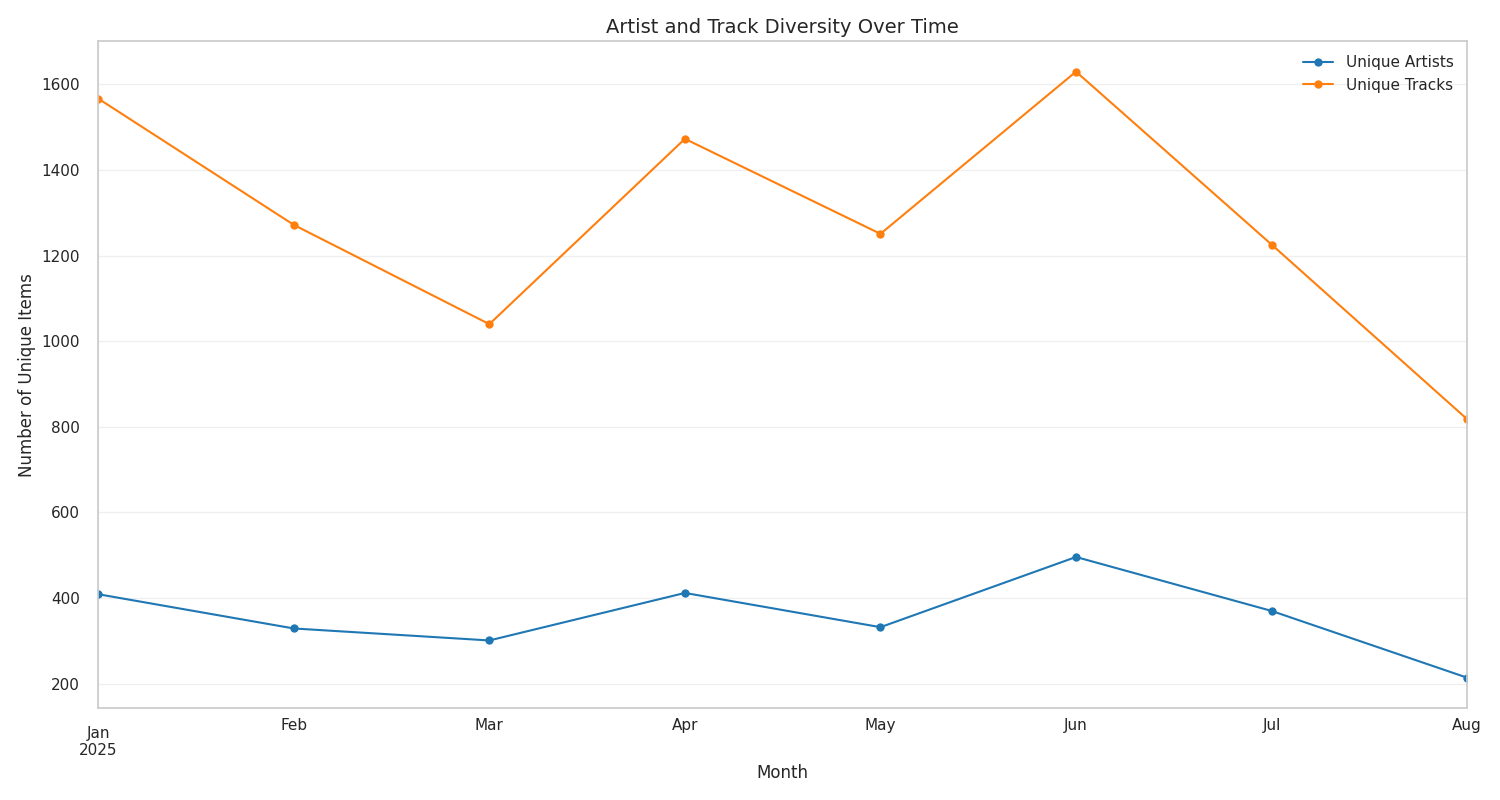 Artist and Track Diversity Over Time
Unique Artists
Unique Tracks
Number of Unique Items
1600
1400
1200
1000
800
600
400
200
Jan
2025
Feb
Mar
Apr
May
Jun
Jul
Aug
Month